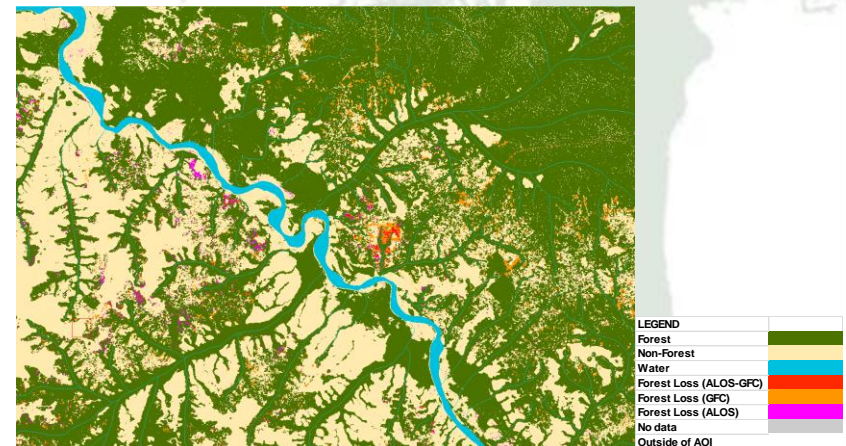 LEGEND
Forest
Non-Forest
Water
Forest Loss (ALOS-GFC)
Forest Loss (GFC)
Forest Loss (ALOS)
No data
Outside of AOI